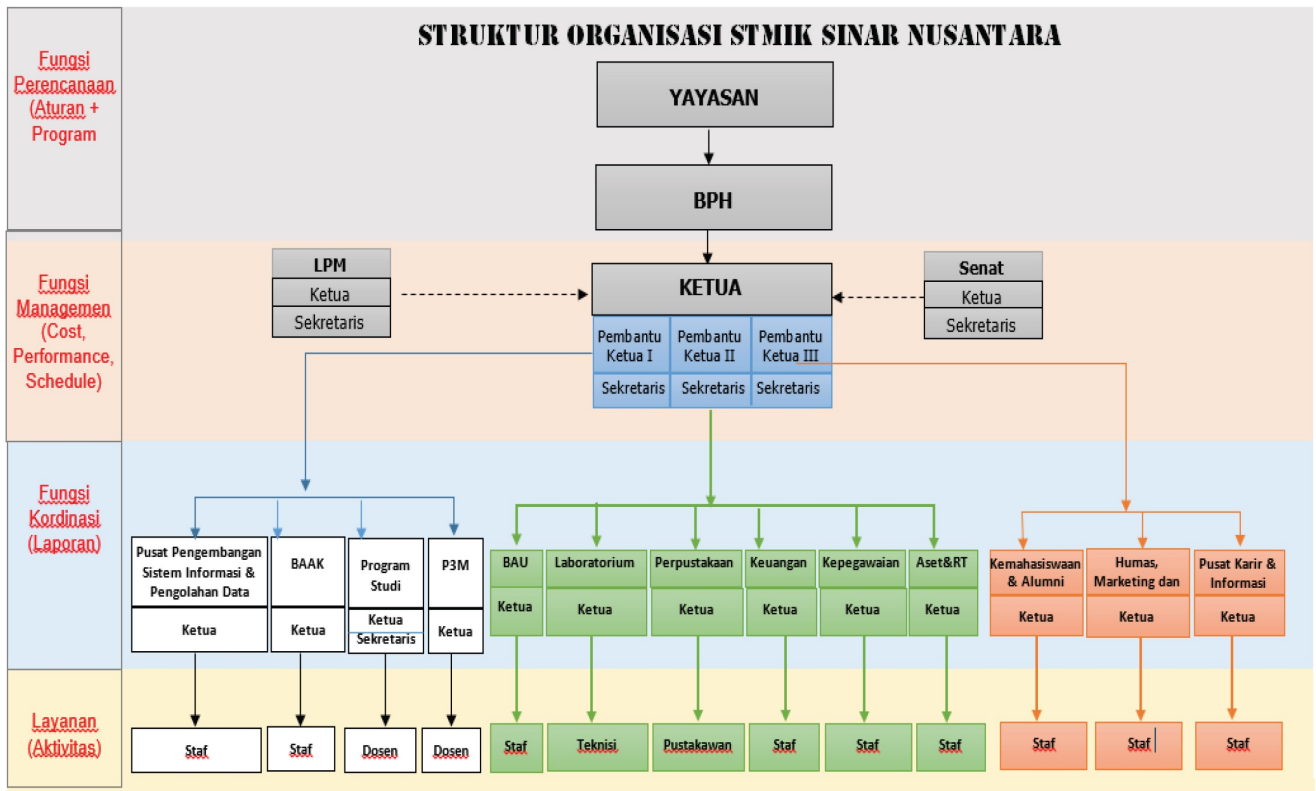 STRUKTUR ORGANISASI STMIK SINAR NUSANTARA
Fungsi
Perencanaan
(Aturan +
Program
YAYASAN
BPH
Fungsi
Managemen
(Cost,
Performance,
Schedule)
LPM
Ketua
Sekretaris
KETUA
Senat
Ketua
Sekretaris
Pembantu
Ketua I
Pembantu
Ketua II
Pembantu
Ketua III
Sekretaris
Sekretaris
Sekretaris
Fungsi
Kordinasi
(Laporan)
Pusat Pengembangan
Sistem Informasi &
Pengolahan Data
Ketua
BAAK
Ketua
Program
Studi
Ketua
Sekretaris
P3M
Ketua
BAU
Ketua
Laboratorium
Ketua
Perpustakaan
Ketua
Keuangan
Ketua
Kepegawaian
Ketua
Aset&RT
Ketua
Kemahasiswaan
& Alumni
Ketua
Humas,
Marketing dan
Ketua
Pusat Karir &
Informasi
Ketua
Layanan
(Aktivitas)
Staf
Staf
Dosen
Dosen
Staf
Teknisi
Pustakawan
Staf
Staf
Staf
Staf
Staf
Staf